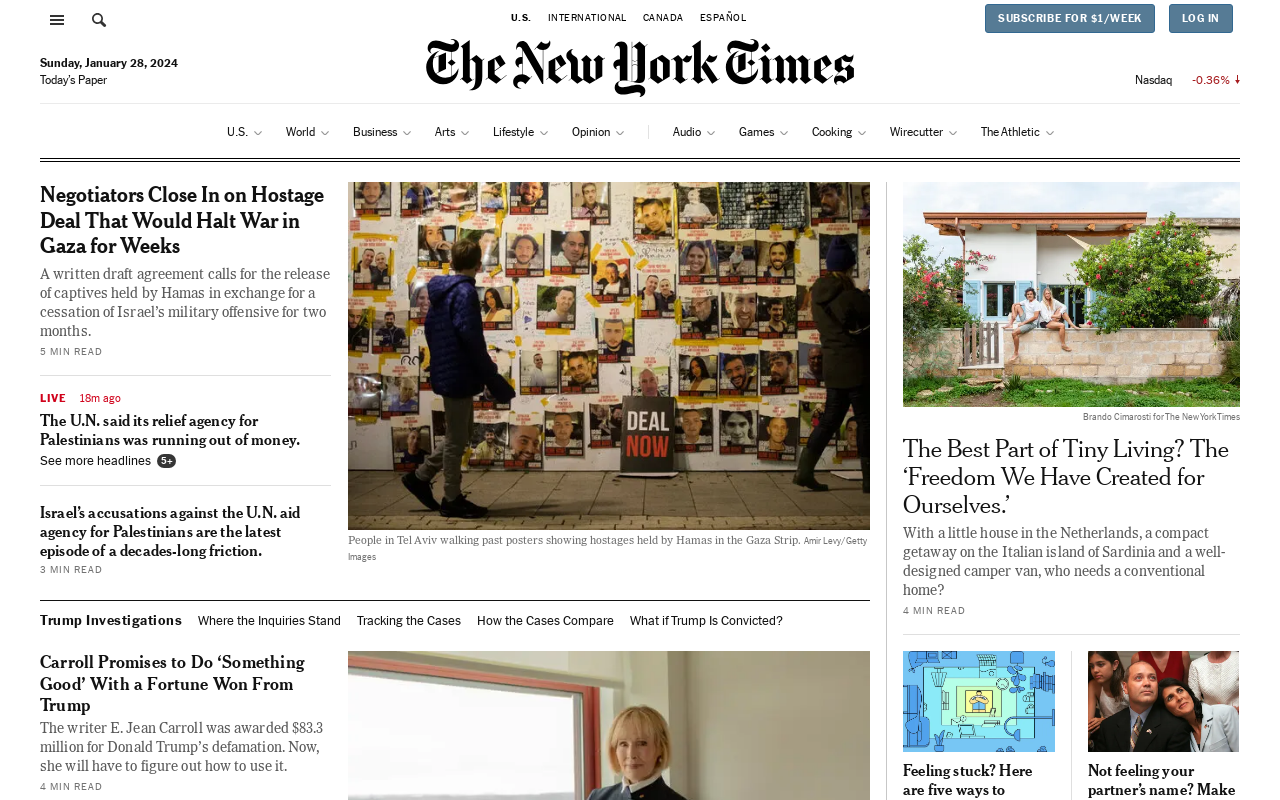 U.S. INTERNATIONAL CANADA ESPAÑOL
SUBSCRIBE FOR $1/WEEK LOG IN
The New York Times
Sunday, January 28, 2024
Today's Paper
Nasdaq -0.36%
U.S. World Business Arts Lifestyle Opinion Audio Games Cooking Wirecutter The Athletic
Negotiators Close In on Hostage
Deal That Would Halt War in
Gaza for Weeks
A written draft agreement calls for the release
of captives held by Hamas in exchange for a
cessation of Israel’s military offensive for two
months.
5 MIN READ
LIVE 18m ago
The U.N. said its relief agency for
Palestinians was running out of money.
See more headlines 5+
Israel’s accusations against the U.N. aid
agency for Palestinians are the latest
episode of a decades-long friction.
3 MIN READ
DEAL
NOW
People in Tel Aviv walking past posters showing hostages held by Hamas in the Gaza Strip. Amir Levy/Getty
Images
Trump Investigations Where the Inquiries Stand Tracking the Cases How the Cases Compare What if Trump Is Convicted?
Carroll Promises to Do ‘Something
Good’ With a Fortune Won From
Trump
The writer E. Jean Carroll was awarded $83.3
million for Donald Trump’s defamation. Now,
she will have to figure out how to use it.
4 MIN READ
Brando Cimarosti for The New York Times
The Best Part of Tiny Living? The
‘Freedom We Have Created for
Ourselves.’
With a little house in the Netherlands, a compact
getaway on the Italian island of Sardinia and a well-
designed camper van, who needs a conventional
home?
4 MIN READ
Feeling stuck? Here
are five ways to
Not feeling your
partner’s name? Make